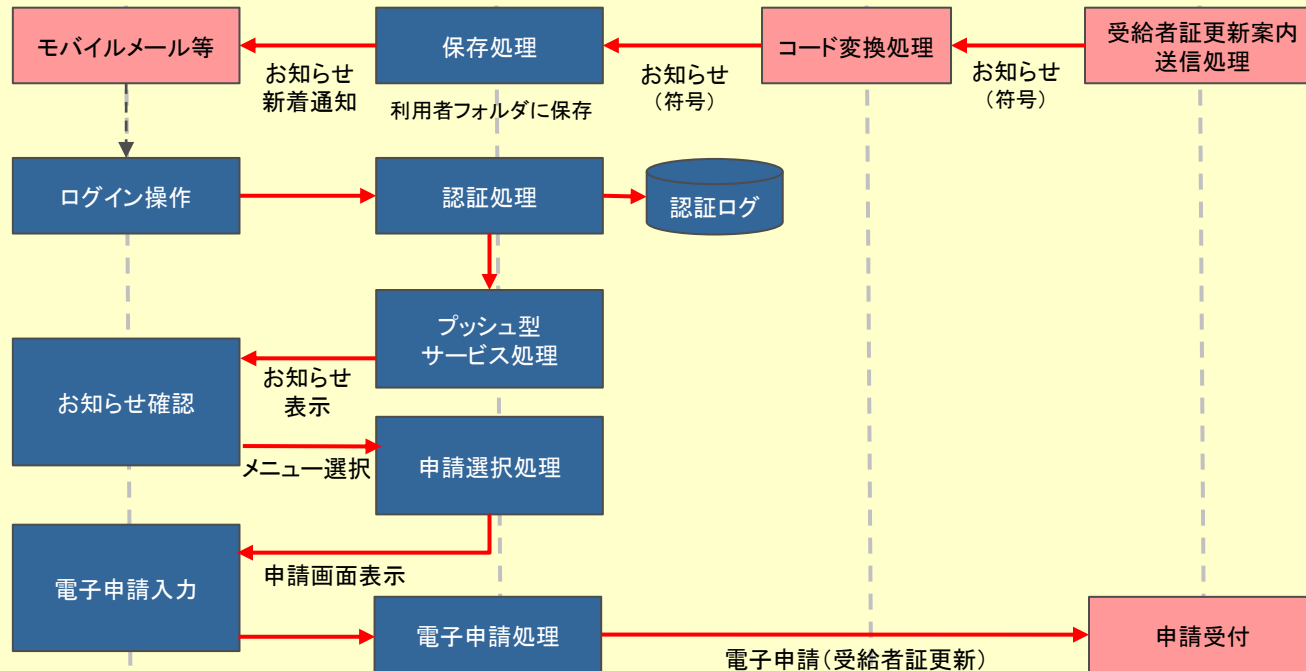 モバイルメール等
保存処理
コード変換処理
受給者証更新案内
送信処理
お知らせ
新着通知
利用者フォルダに保存
お知らせ
（符号）
お知らせ
（符号）
ログイン操作
認証処理
認証ログ
プッシュ型
サービス処理
お知らせ
表示
お知らせ確認
メニュー選択
申請選択処理
申請画面表示
電子申請入力
電子申請処理
電子申請（受給者証更新）
申請受付